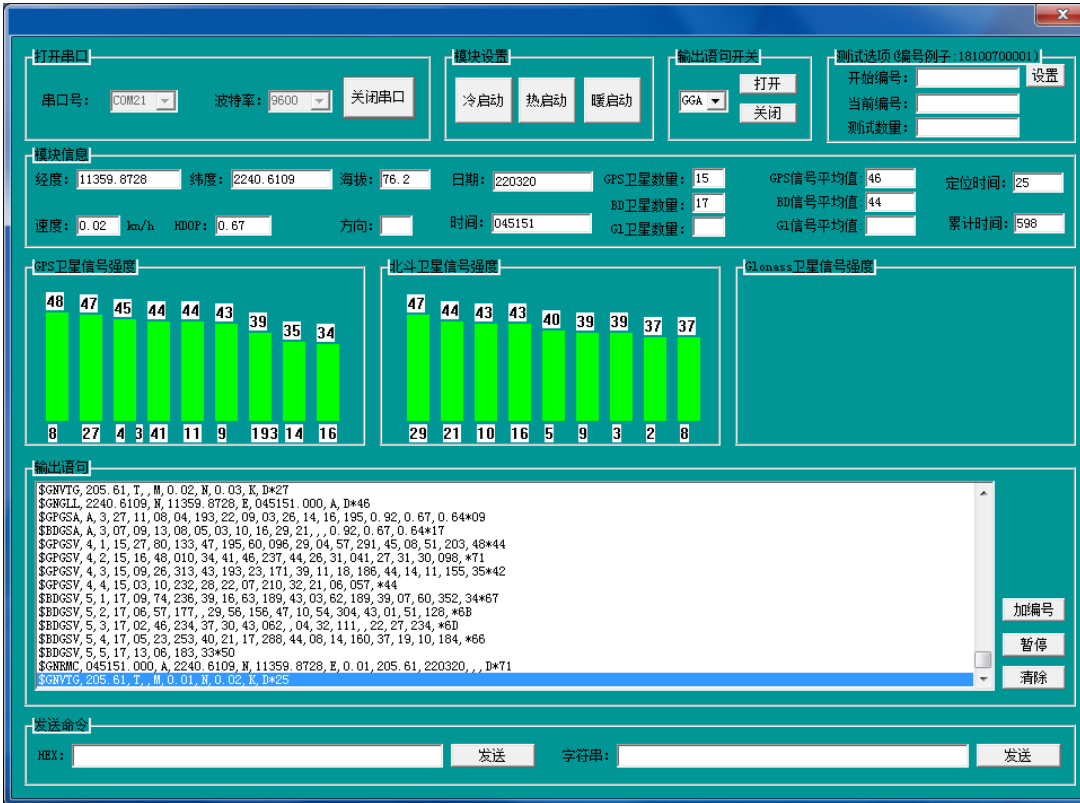 打开串口
串口号: COM21 波特率: 9600 关闭串口
模块设置
冷启动 热启动 暖启动
输出语句开关
GGA 打开
关闭
测试选项(编号例子:18100700001)
开始编号: 设置
当前编号:
测试数量:
模块信息
经度: 11359.8728 纬度: 2240.6109 海拔: 76.2 日期: 220320 GPS卫星数量: 15 GPS信号平均值: 46 定位时间: 25
BD卫星数量: 17 BD信号平均值: 44
速度: 0.02 km/h HDOP: 0.67 方向: 时间: 045151 Gl卫星数量: Gl信号平均值: 累计时间: 598
GPS卫星信号强度
48 47 45 44 44 43 39 35 34
8 27 4 3 41 11 9 193 14 16
北斗卫星信号强度
47 44 43 43 40 39 39 37 37
29 21 10 16 5 9 3 2 8
Glonass卫星信号强度
输出语句
$GNVTG,205.61,T,,M,0.02,N,0.03,K,D*27
$GNGLL,2240.6109,N,11359.8728,E,045151.000,A,D*46
$GPGSA,A,3,27,11,08,04,193,22,09,03,26,14,16,195,0.92,0.67,0.64*09
$BDGSA,A,3,07,09,13,08,05,03,10,16,29,21,,,0.92,0.67,0.64*17
$GPGSV,4,1,15,27,80,133,47,195,60,096,29,04,57,291,45,08,51,203,48*44
$GPGSV,4,2,15,16,48,010,34,41,46,237,44,26,31,041,27,31,30,098,*71
$GPGSV,4,3,15,09,26,313,43,193,23,171,39,11,18,186,44,14,11,155,35*42
$GPGSV,4,4,15,03,10,232,28,22,07,210,32,21,06,057,*44
$BDGSV,5,1,17,09,74,236,39,16,63,189,43,03,62,189,39,07,60,352,34*67
$BDGSV,5,2,17,06,57,177,,29,56,156,47,10,54,304,43,01,51,128,*6B
$BDGSV,5,3,17,02,46,234,37,30,43,062,,04,32,111,,22,27,234,*6D
$BDGSV,5,4,17,05,23,253,40,21,17,288,44,08,14,160,37,19,10,184,*66
$BDGSV,5,5,17,13,06,183,33*50
$GNRMC,045151.000,A,2240.6109,N,11359.8728,E,0.01,205.61,220320,,,D*71
$GNVTG,205.61,T,,M,0.01,N,0.02,K,D*25
加编号
暂停
清除
发送命令
HEX: 发送 字符串: 发送